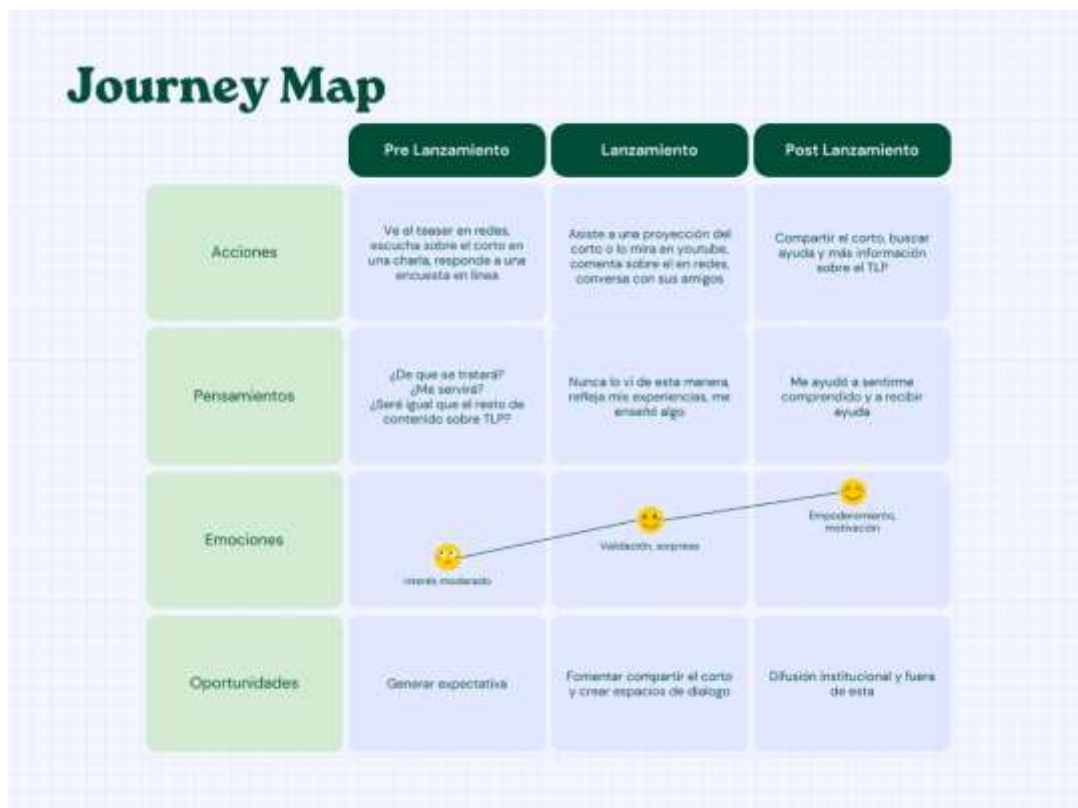 Journey Map
Pre Lanzamiento
Lanzamiento
Post Lanzamiento
Acciones
Ve el teaser en redes,
escucha sobre el corto en
una charla, responde a una
encuesta en línea
Asiste a una proyección del
corto o lo mira en youtube,
comenta sobre el en redes,
conversa con sus amigos
Compartir el corto, buscar
ayuda y más información
sobre el TLP
Pensamientos
¿De que se tratará?
¿Me servirá?
¿Será igual que el resto de
contenido sobre TLP?
Nunca lo vi de esta manera,
refleja mis experiencias, me
enseñó algo
Me ayudó a sentirme
comprendido y a recibir
ayuda
Emociones
Interés moderado
Validación, sorpresa
Empoderamiento,
motivación
Oportunidades
Generar expectativa
Fomentar compartir el corto
y crear espacios de dialogo
Difusión institucional y fuera
de esta